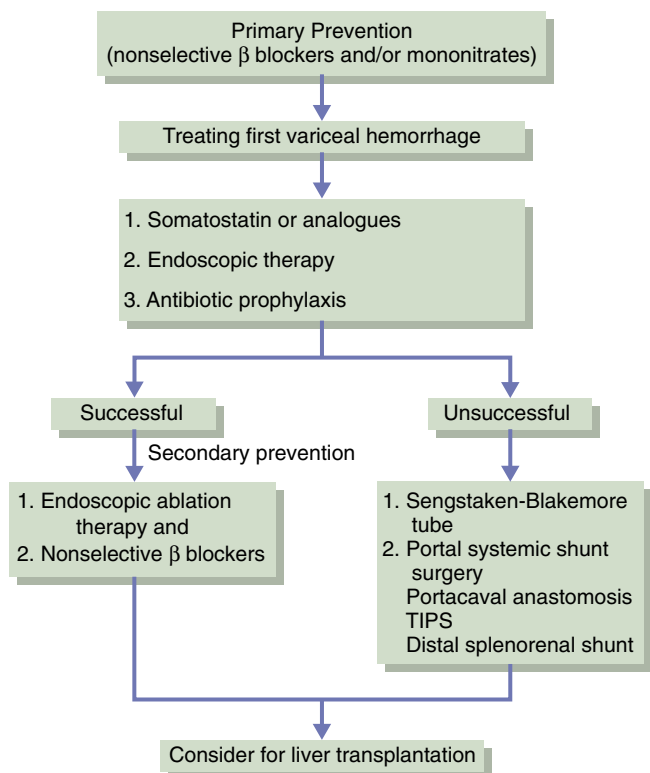 Primary Prevention
(nonselective β blockers and/or mononitrates)
Treating first variceal hemorrhage
1. Somatostatin or analogues
2. Endoscopic therapy
3. Antibiotic prophylaxis
Successful
Unsuccessful
Secondary prevention
1. Endoscopic ablation
therapy and
2. Nonselective β blockers
1. Sengstaken-Blakemore
tube
2. Portal systemic shunt
surgery
Portacaval anastomosis
TIPS
Distal splenorenal shunt
Consider for liver transplantation